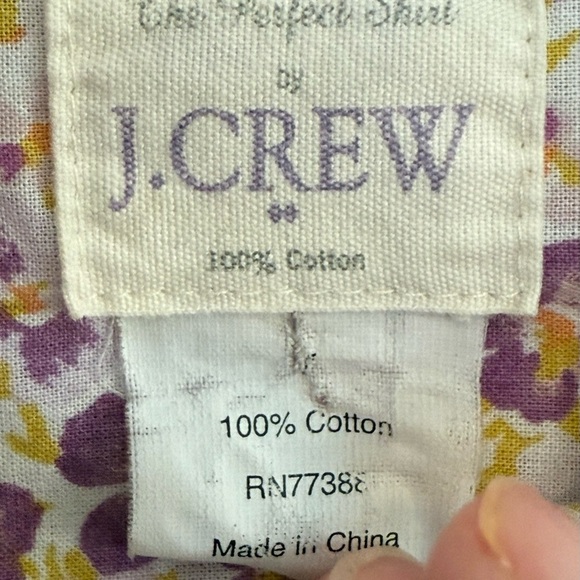 The Perfect Shirt
by
J.CREW
100% Cotton
100% Cotton
RN77388
Made in China